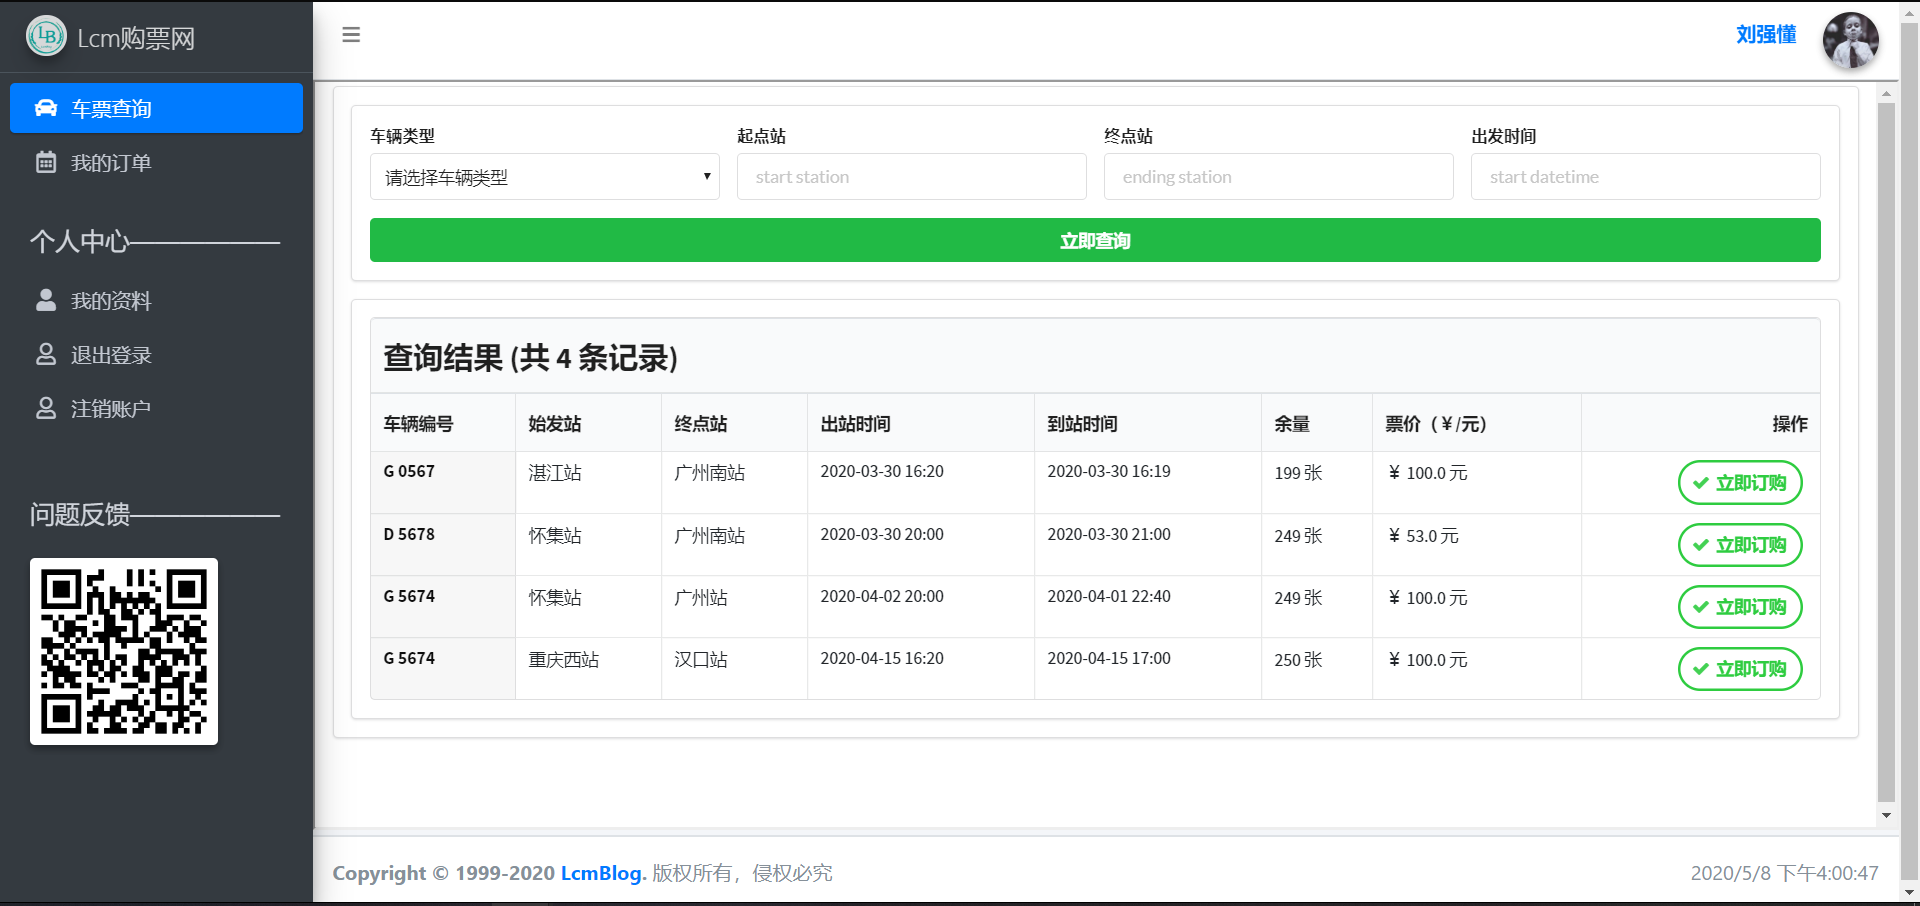 Lcm购票网
刘强懂
车票查询
我的订单
个人中心——————
我的资料
退出登录
注销账户
问题反馈——————
车辆类型 起点站 终点站 出发时间
请选择车辆类型 start station ending station start datetime
立即查询
查询结果 (共 4 条记录)
车辆编号 始发站 终点站 出站时间 到站时间 余量 票价（￥/元） 操作
G 0567 湛江站 广州南站 2020-03-30 16:20 2020-03-30 16:19 199 张 ￥ 100.0 元 立即订购
D 5678 怀集站 广州南站 2020-03-30 20:00 2020-03-30 21:00 249 张 ￥ 53.0 元 立即订购
G 5674 怀集站 广州站 2020-04-02 20:00 2020-04-01 22:40 249 张 ￥ 100.0 元 立即订购
G 5674 重庆西站 汉口站 2020-04-15 16:20 2020-04-15 17:00 250 张 ￥ 100.0 元 立即订购
Copyright © 1999-2020 LcmBlog. 版权所有，侵权必究 2020/5/8 下午4:00:47